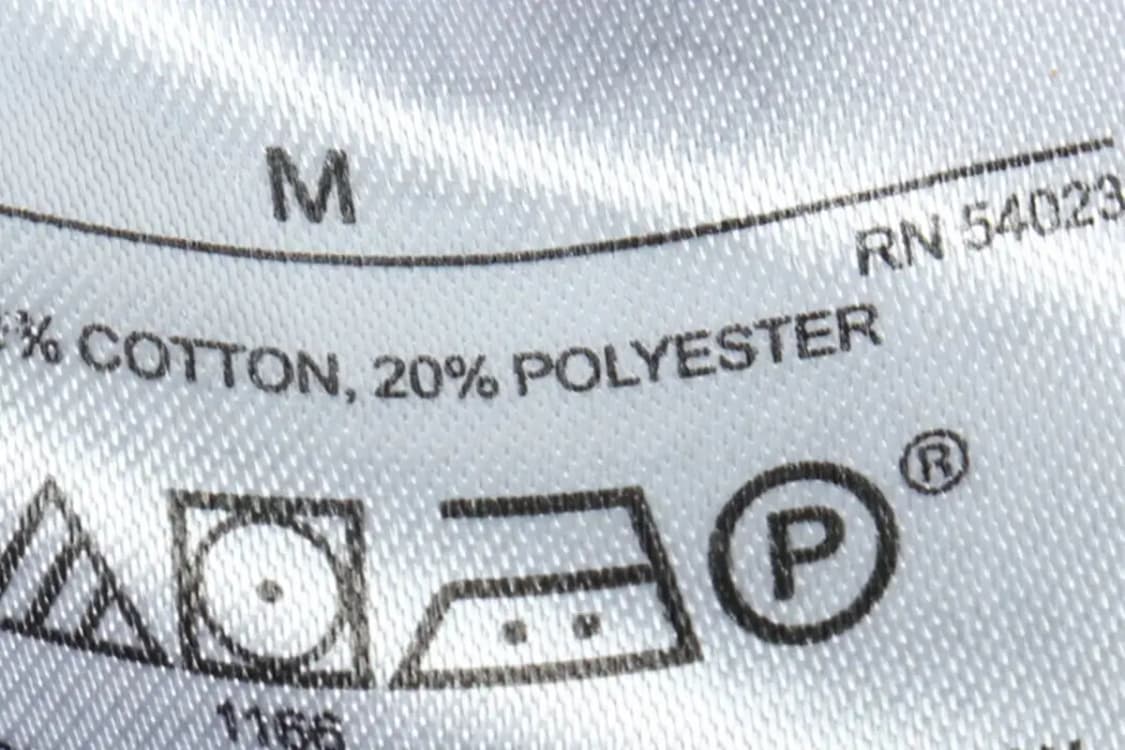 M
RN 54023
% COTTON, 20% POLYESTER
P ®
1166